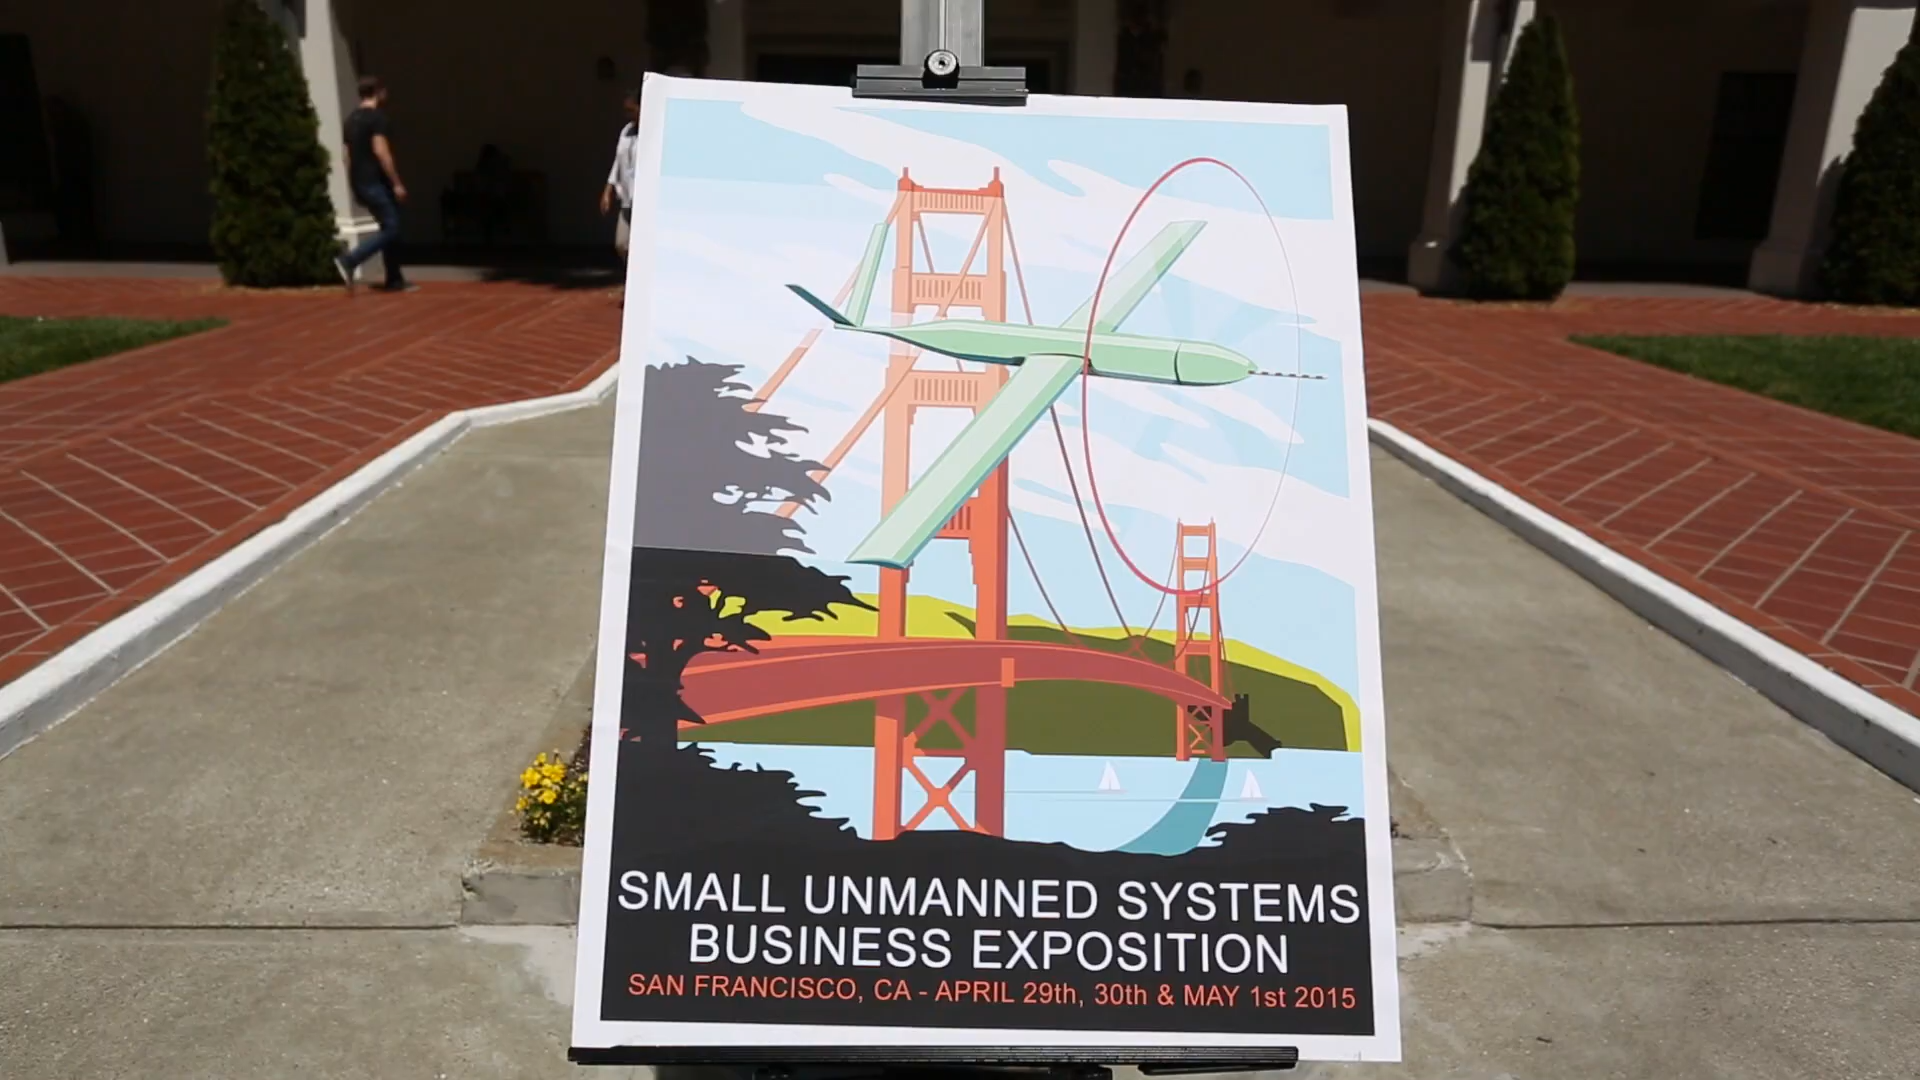 SMALL UNMANNED SYSTEMS
BUSINESS EXPOSITION
SAN FRANCISCO, CA - APRIL 29th, 30th & MAY 1st 2015